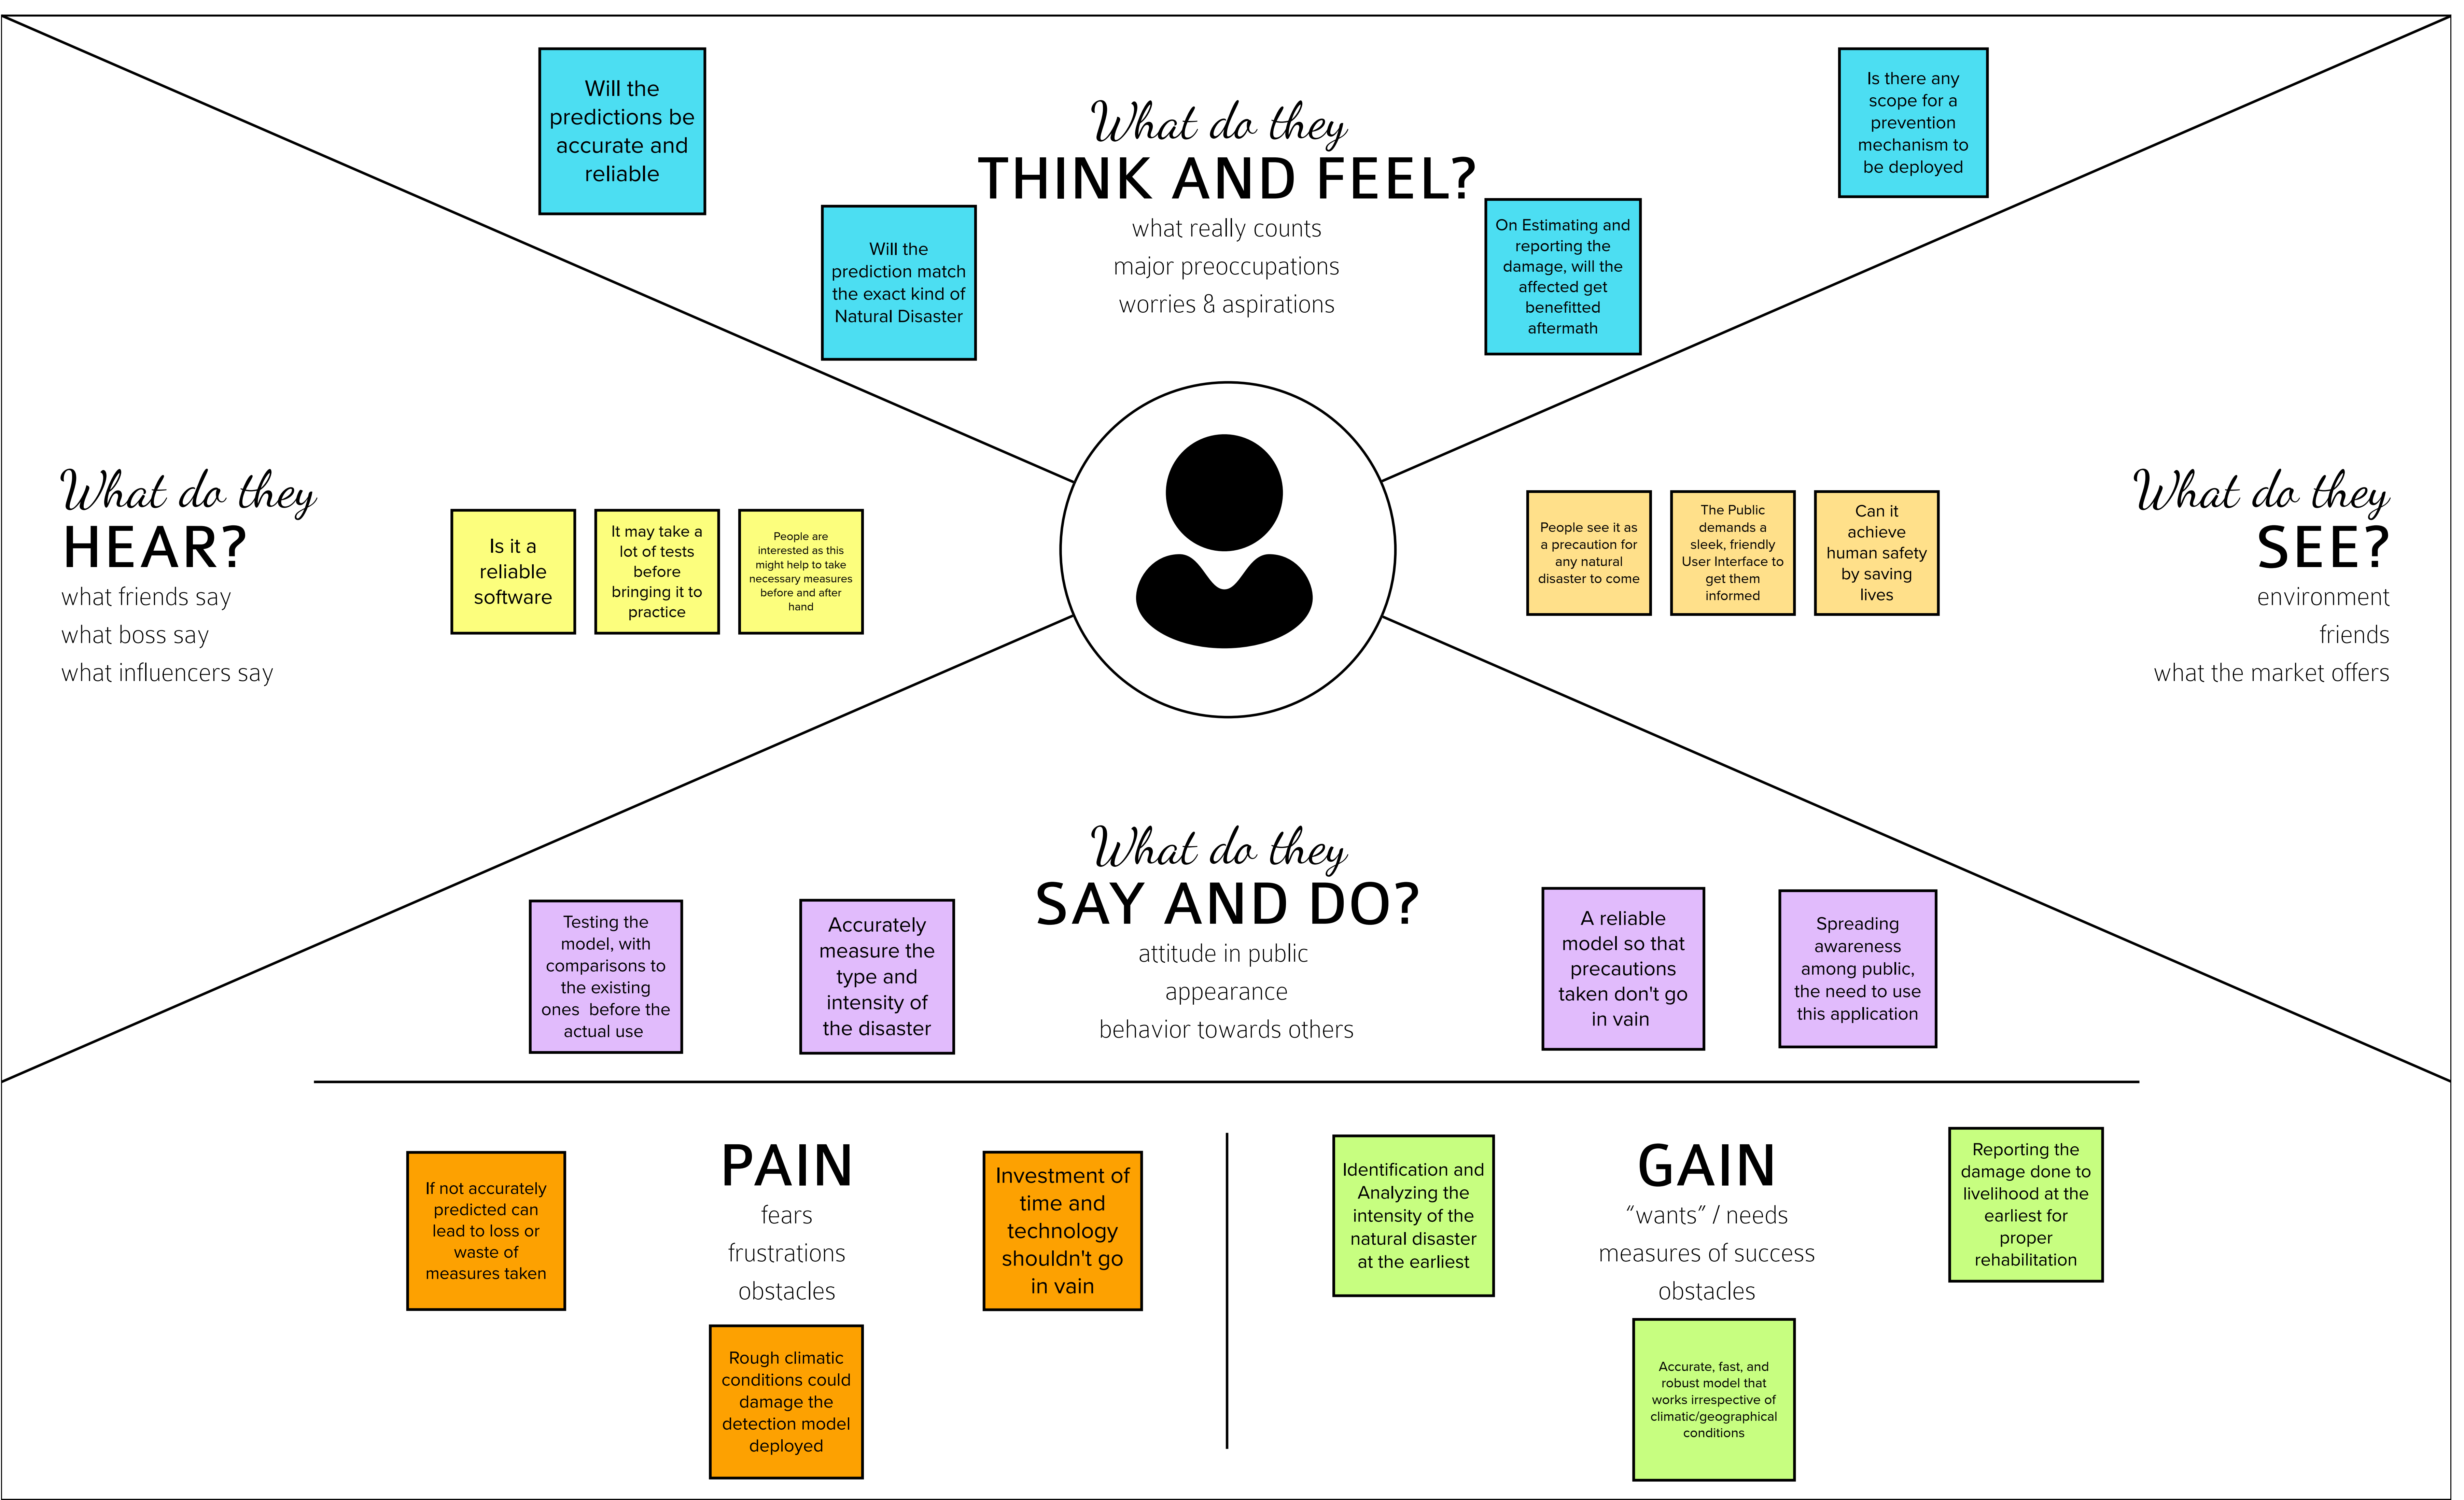 Will the
predictions be
accurate and
reliable
What do they
THINK AND FEEL?
what really counts
major preoccupations
worries & aspirations
Will the
prediction match
the exact kind of
Natural Disaster
On Estimating and
reporting the
damage, will the
affected get
benefitted
aftermath
Is there any
scope for a
prevention
mechanism to
be deployed
What do they
HEAR?
what friends say
what boss say
what influencers say
Is it a
reliable
software
It may take a
lot of tests
before
bringing it to
practice
People are
interested as this
might help to take
necessary measures
before and after
hand
People see it as
a precaution for
any natural
disaster to come
The Public
demands a
sleek, friendly
User Interface to
get them
informed
Can it
achieve
human safety
by saving
lives
What do they
SEE?
environment
friends
what the market offers
What do they
SAY AND DO?
attitude in public
appearance
behavior towards others
Testing the
model, with
comparisons to
the existing
ones  before the
actual use
Accurately
measure the
type and
intensity of
the disaster
A reliable
model so that
precautions
taken don't go
in vain
Spreading
awareness
among public,
the need to use
this application
If not accurately
predicted can
lead to loss or
waste of
measures taken
PAIN
fears
frustrations
obstacles
Investment of
time and
technology
shouldn't go
in vain
Rough climatic
conditions could
damage the
detection model
deployed
Identification and
Analyzing the
intensity of the
natural disaster
at the earliest
GAIN
“wants” / needs
measures of success
obstacles
Reporting the
damage done to
livelihood at the
earliest for
proper
rehabilitation
Accurate, fast, and
robust model that
works irrespective of
climatic/geographical
conditions